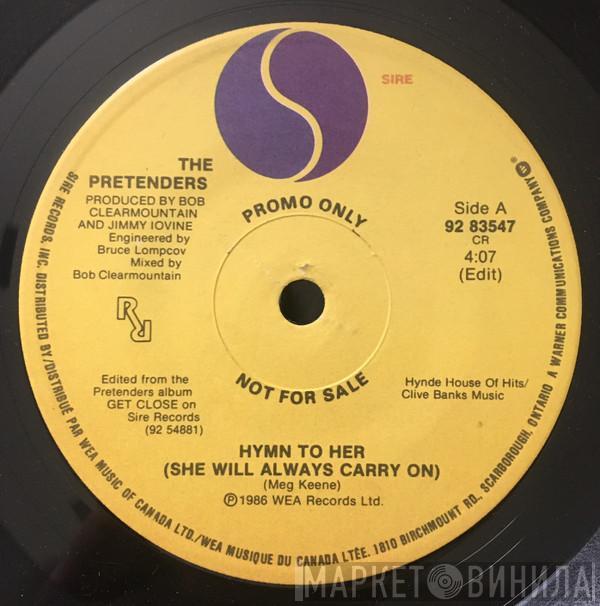 SIRE
THE
PRETENDERS
PRODUCED BY BOB
CLEARMOUNTAIN
AND JIMMY IOVINE
Engineered by
Bruce Lompcov
Mixed by
Bob Clearmountain
PROMO ONLY
Side A
92 83547
CR
4:07
(Edit)
RR
Edited from the
Pretenders album
GET CLOSE on
Sire Records
(92 54881)
NOT FOR SALE
Hynde House Of Hits/
Clive Banks Music
HYMN TO HER
(SHE WILL ALWAYS CARRY ON)
(Meg Keene)
Ⓟ1986 WEA Records Ltd.
SIRE RECORDS, INC. DISTRIBUTED BY/DISTRIBUÉ PAR WEA MUSIC OF CANADA LTD./WEA MUSIQUE DU CANADA LTÉE. 1810 BIRCHMOUNT RD., SCARBOROUGH, ONTARIO A WARNER COMMUNICATIONS COMPANY
МАРКЕТ ВИНИЛА